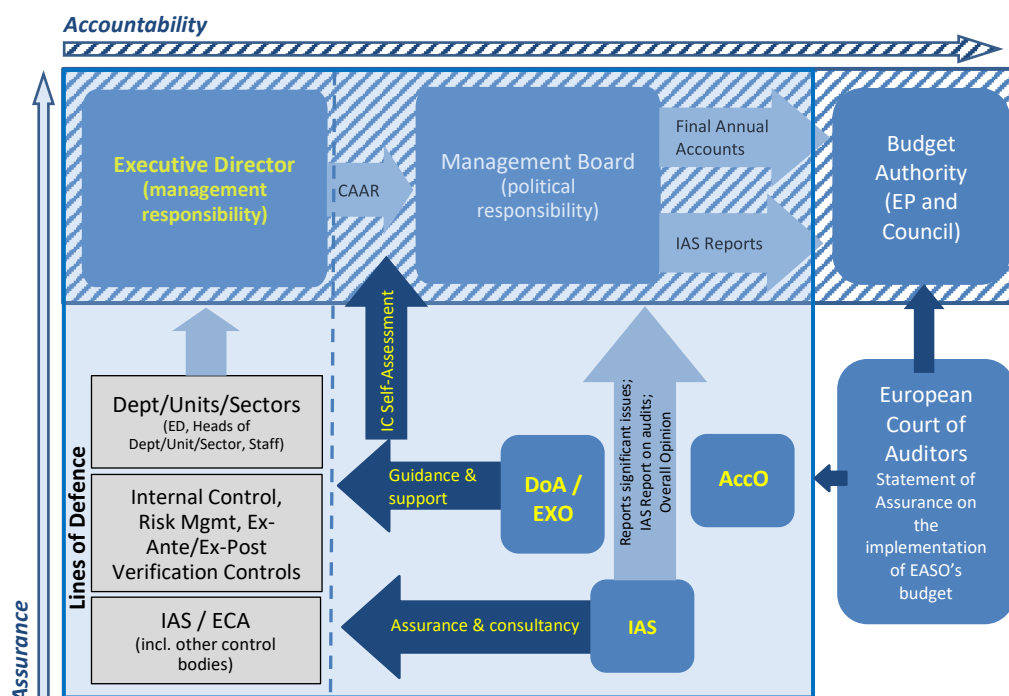 Accountability
Executive Director
(management
responsibility)
CAAR
Management Board
(political
responsibility)
Final Annual
Accounts
IAS Reports
Budget
Authority
(EP and
Council)
IC Self-Assessment
Reports significant issues;
IAS Report on audits;
Overall Opinion
Lines of Defence
Dept/Units/Sectors
(ED, Heads of
Dept/Unit/Sector, Staff)
Internal Control,
Risk Mgmt, Ex-
Ante/Ex-Post
Verification Controls
IAS / ECA
(incl. other control
bodies)
Guidance &
support
DoA /
EXO
AccO
Assurance & consultancy
IAS
European
Court of
Auditors
Statement of
Assurance on
the
implementation
of EASO's
budget
Assurance